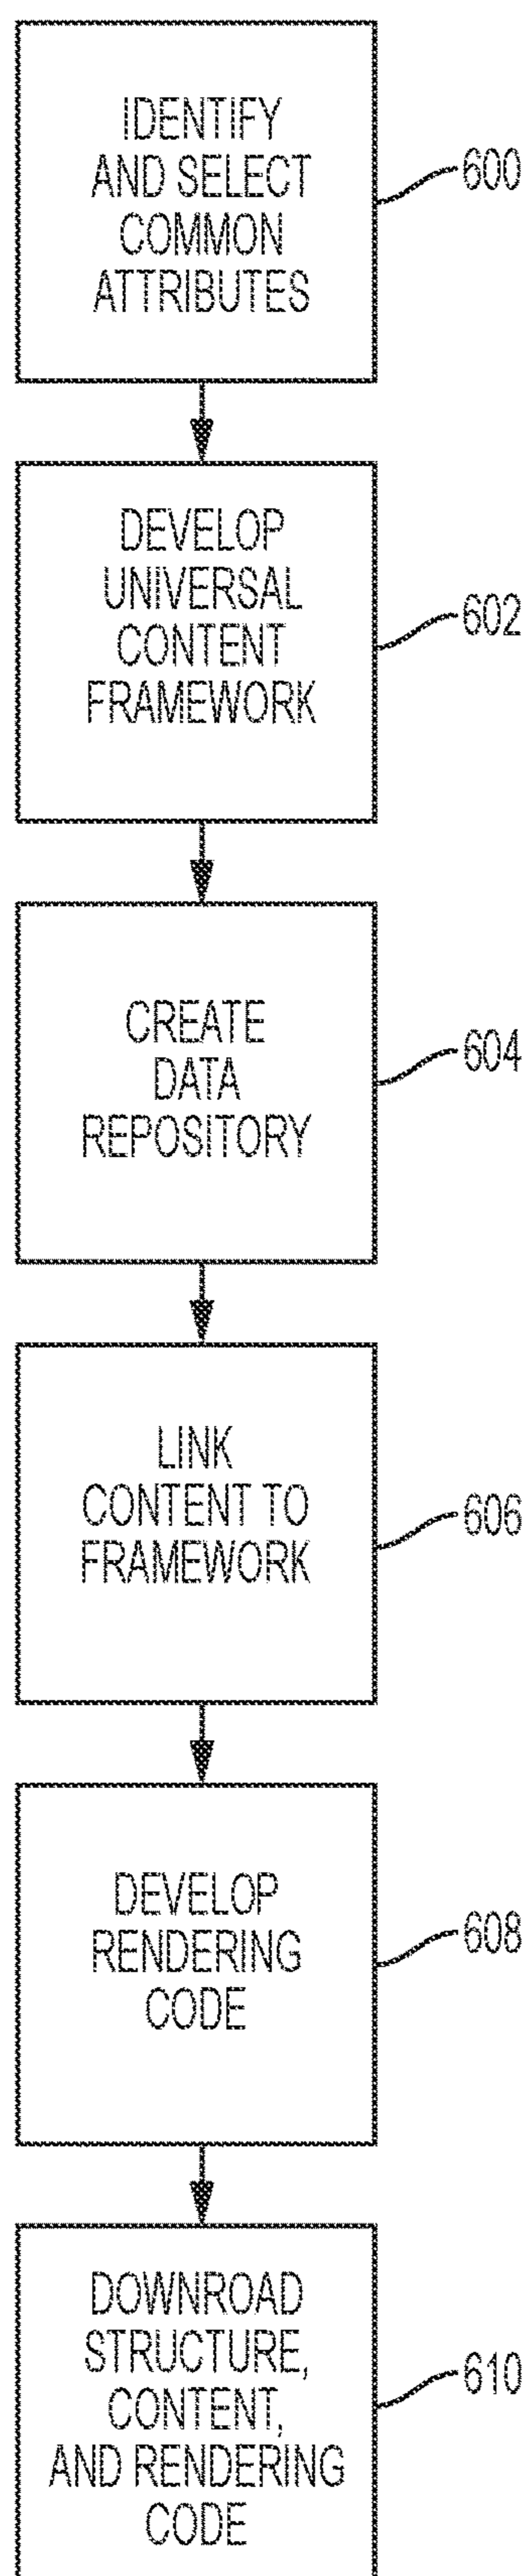 IDENTIFY
AND SELECT
COMMON
ATTRIBUTES
600
DEVELOP
UNIVERSAL
CONTENT
FRAMEWORK
602
CREATE
DATA
REPOSITORY
604
LINK
CONTENT TO
FRAMEWORK
606
DEVELOP
RENDERING
CODE
608
DOWNROAD
STRUCTURE,
CONTENT,
AND RENDERING
CODE
610